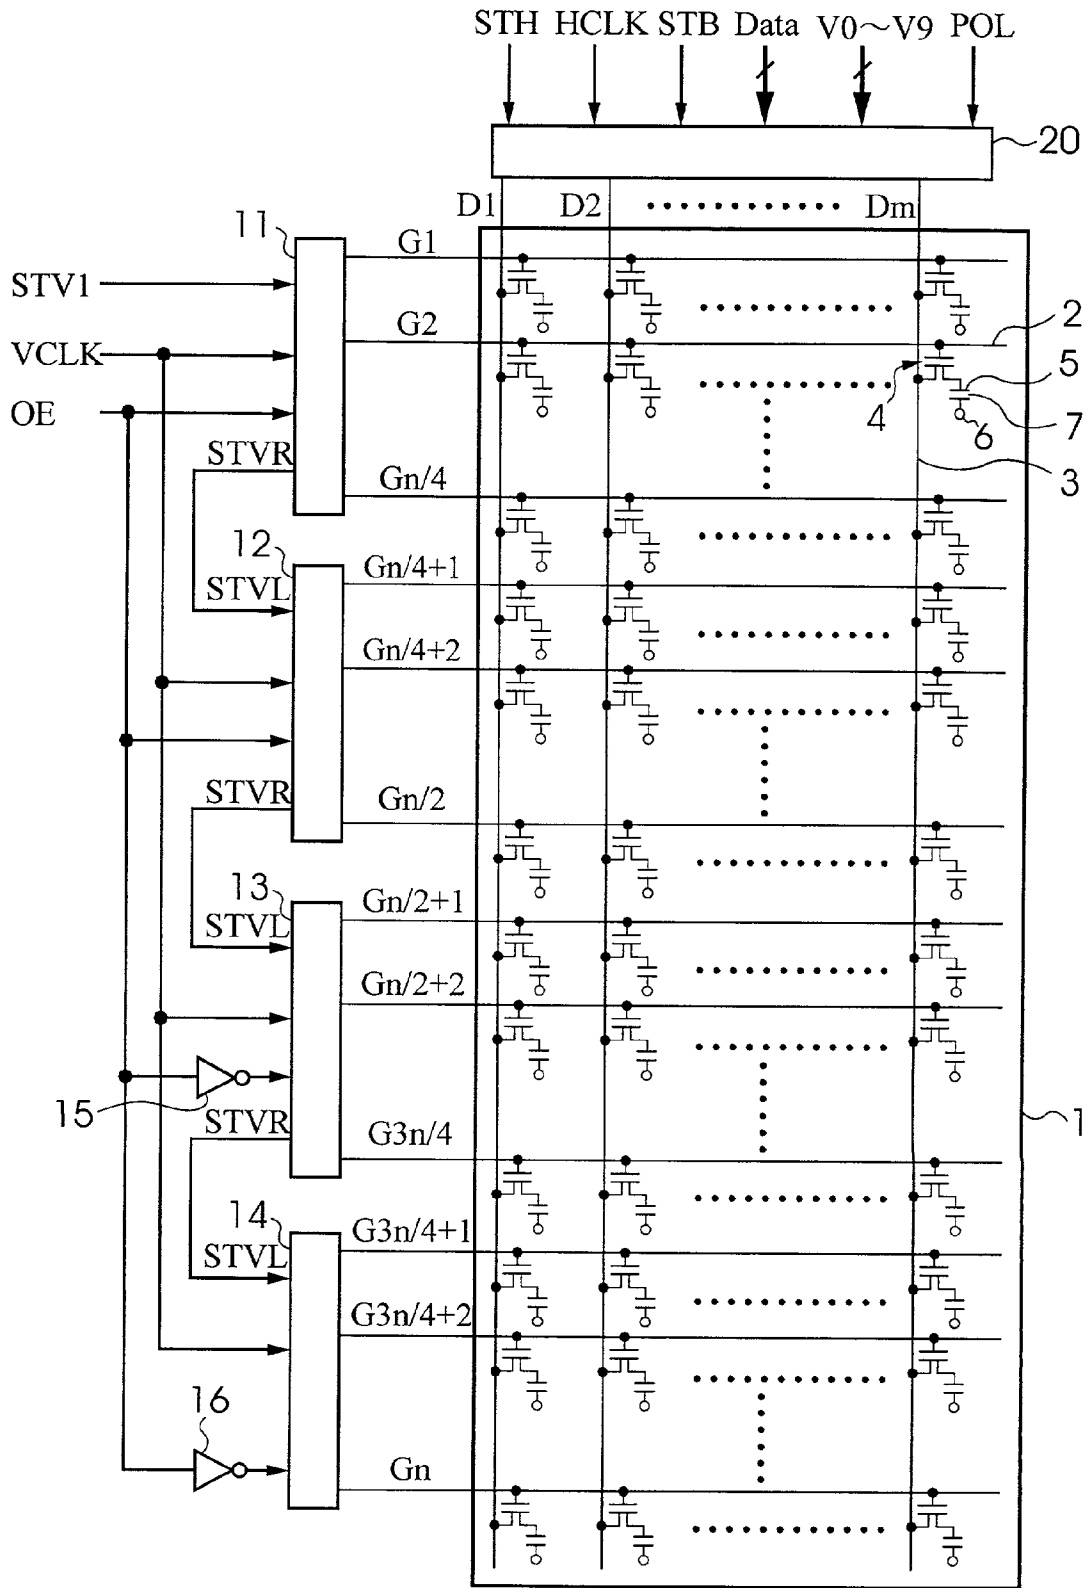 STH HCLK STB Data V0～V9 POL
20
D1 D2 Dm
11
G1
STV1
G2
2
VCLK
5
OE
4
7
6
STVR
3
Gn/4
12
Gn/4+1
STVL
Gn/4+2
STVR
Gn/2
13
Gn/2+1
STVL
Gn/2+2
15
STVR
1
G3n/4
14
G3n/4+1
STVL
G3n/4+2
16
Gn